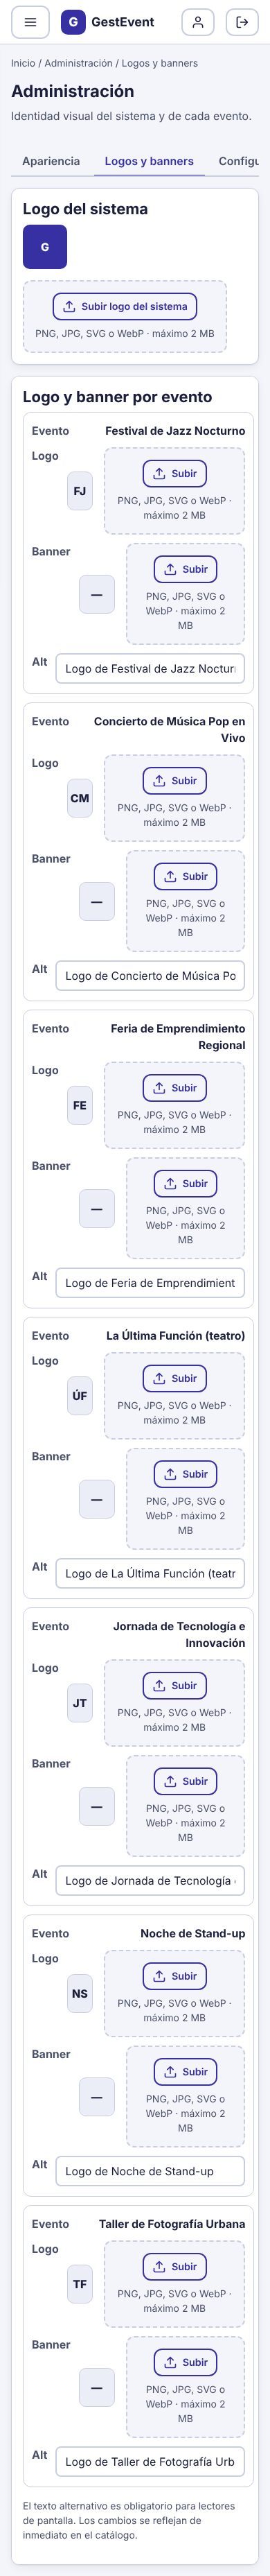 G GestEvent
Inicio / Administración / Logos y banners
Administración
Identidad visual del sistema y de cada evento.
Apariencia Logos y banners Configu
Logo del sistema
G
Subir logo del sistema
PNG, JPG, SVG o WebP · máximo 2 MB
Logo y banner por evento
Evento Festival de Jazz Nocturno
Logo
FJ
Subir
PNG, JPG, SVG o WebP ·
máximo 2 MB
Banner
—
Subir
PNG, JPG, SVG o
WebP · máximo 2
MB
Alt Logo de Festival de Jazz Nocturn
Evento Concierto de Música Pop en
Vivo
Logo
CM
Subir
PNG, JPG, SVG o WebP ·
máximo 2 MB
Banner
—
Subir
PNG, JPG, SVG o
WebP · máximo 2
MB
Alt Logo de Concierto de Música Po
Evento Feria de Emprendimiento
Regional
Logo
FE
Subir
PNG, JPG, SVG o WebP ·
máximo 2 MB
Banner
—
Subir
PNG, JPG, SVG o
WebP · máximo 2
MB
Alt Logo de Feria de Emprendimient
Evento La Última Función (teatro)
Logo
ÚF
Subir
PNG, JPG, SVG o WebP ·
máximo 2 MB
Banner
—
Subir
PNG, JPG, SVG o
WebP · máximo 2
MB
Alt Logo de La Última Función (teatr
Evento Jornada de Tecnología e
Innovación
Logo
JT
Subir
PNG, JPG, SVG o WebP ·
máximo 2 MB
Banner
—
Subir
PNG, JPG, SVG o
WebP · máximo 2
MB
Alt Logo de Jornada de Tecnología
Evento Noche de Stand-up
Logo
NS
Subir
PNG, JPG, SVG o WebP ·
máximo 2 MB
Banner
—
Subir
PNG, JPG, SVG o
WebP · máximo 2
MB
Alt Logo de Noche de Stand-up
Evento Taller de Fotografía Urbana
Logo
TF
Subir
PNG, JPG, SVG o WebP ·
máximo 2 MB
Banner
—
Subir
PNG, JPG, SVG o
WebP · máximo 2
MB
Alt Logo de Taller de Fotografía Urb
El texto alternativo es obligatorio para lectores
de pantalla. Los cambios se reflejan de
inmediato en el catálogo.